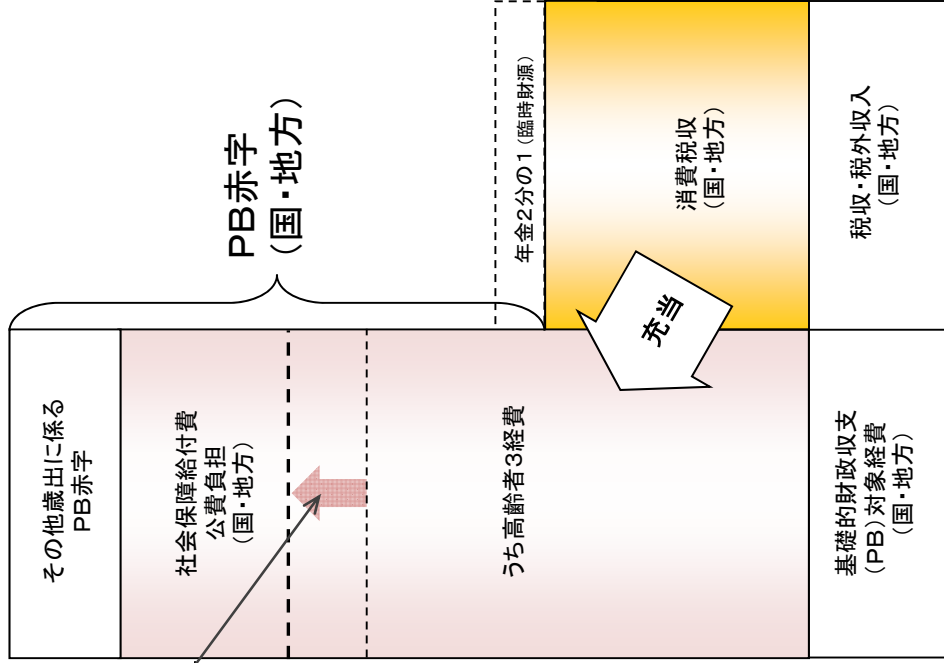 その他歳出に係る
PB赤字
社会保障給付費
公費負担
(国・地方)
うち高齢者3経費
基礎的財政収支
(PB)対象経費
(国・地方)
PB赤字
(国・地方)
充当
年金2分の1(臨時財源)
消費税収
(国・地方)
税収・税外収入
(国・地方)